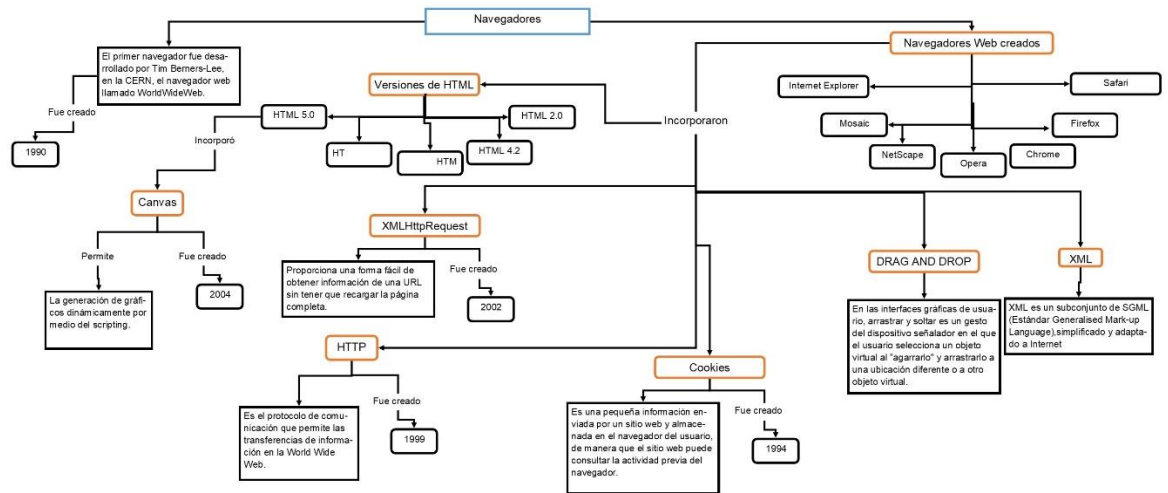 Navegadores
El primer navegador fue desa-
rrollado por Tim Berners-Lee,
en la CERN, el navegador web
llamado WorldWideWeb.
Fue creado
1990
Navegadores Web creados
Internet Explorer
Safari
Mosaic
Firefox
NetScape
Opera
Chrome
Incorporaron
Versiones de HTML
HTML 5.0
HTML 2.0
HT
HTM
HTML 4.2
Incorporó
Canvas
Permite
Fue creado
La generación de gráfi-
cos dinámicamente por
medio del scripting.
2004
XMLHttpRequest
Proporciona una forma fácil de
obtener información de una URL
sin tener que recargar la página
completa.
Fue creado
2002
DRAG AND DROP
En las interfaces gráficas de usua-
rio, arrastrar y soltar es un gesto
del dispositivo señalador en el que
el usuario selecciona un objeto
virtual al "agarrarlo" y arrastrarlo a
una ubicación diferente o a otro
objeto virtual.
XML
XML es un subconjunto de SGML
(Estándar Generalised Mark-up
Language),simplificado y adapta-
do a Internet
HTTP
Es el protocolo de comu-
nicación que permite las
transferencias de informa-
ción en la World Wide
Web.
Fue creado
1999
Cookies
Es una pequeña información en-
viada por un sitio web y almace-
nada en el navegador del usuario,
de manera que el sitio web puede
consultar la actividad previa del
navegador.
Fue creado
1994